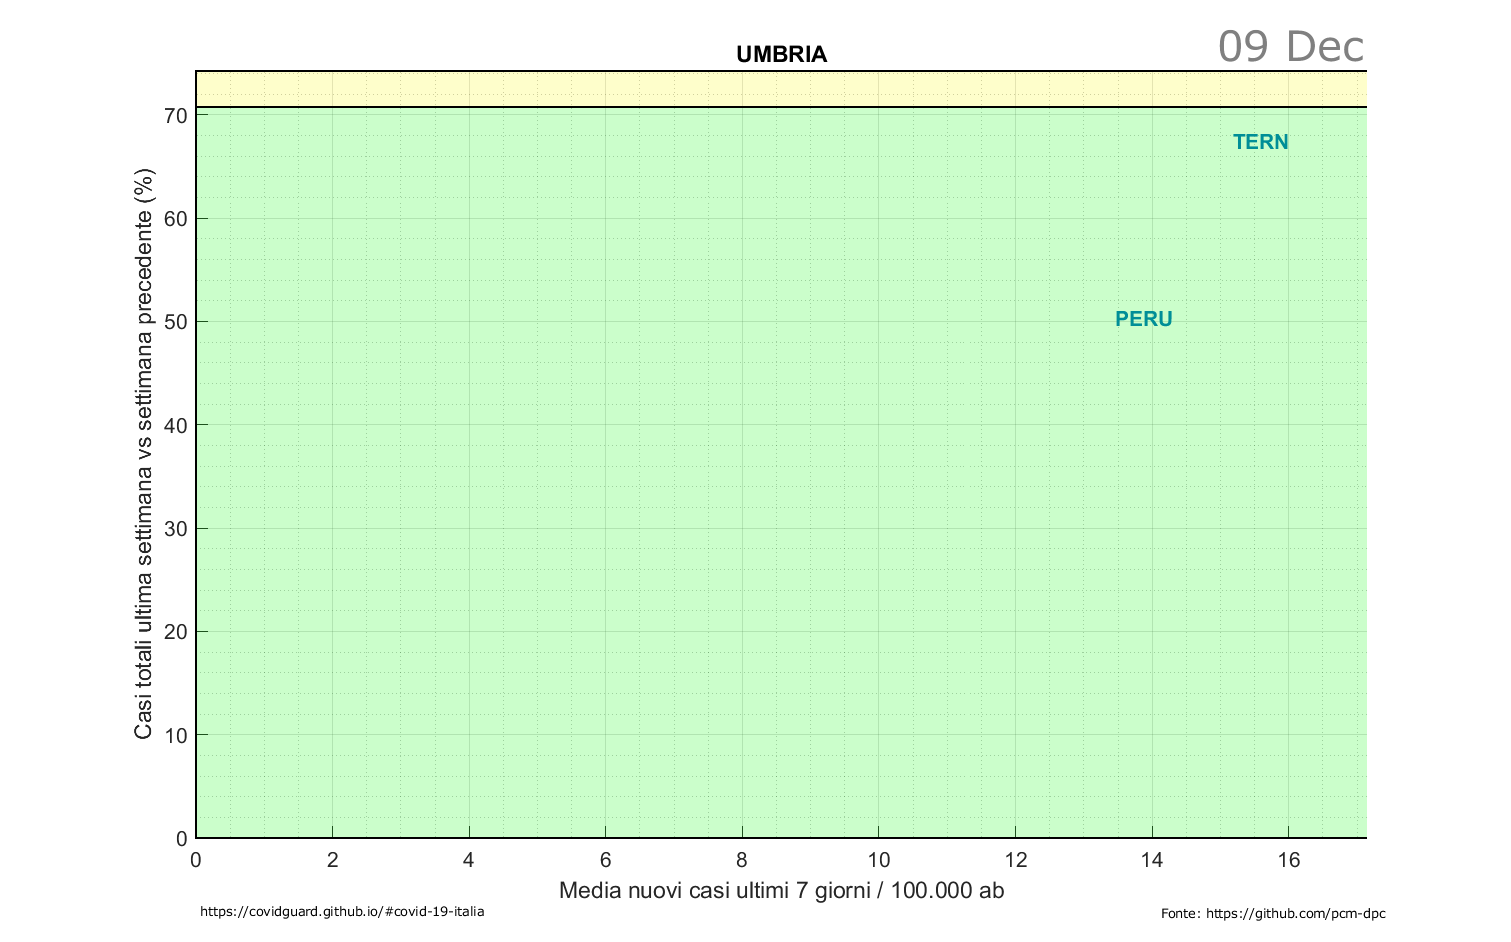 09 Dec
UMBRIA
Casi totali ultima settimana vs settimana precedente (%)
70
60
50
40
30
20
10
0
TERN
PERU
0 2 4 6 8 10 12 14 16
Media nuovi casi ultimi 7 giorni / 100.000 ab
https://covidguard.github.io/#covid-19-italia
Fonte: https://github.com/pcm-dpc